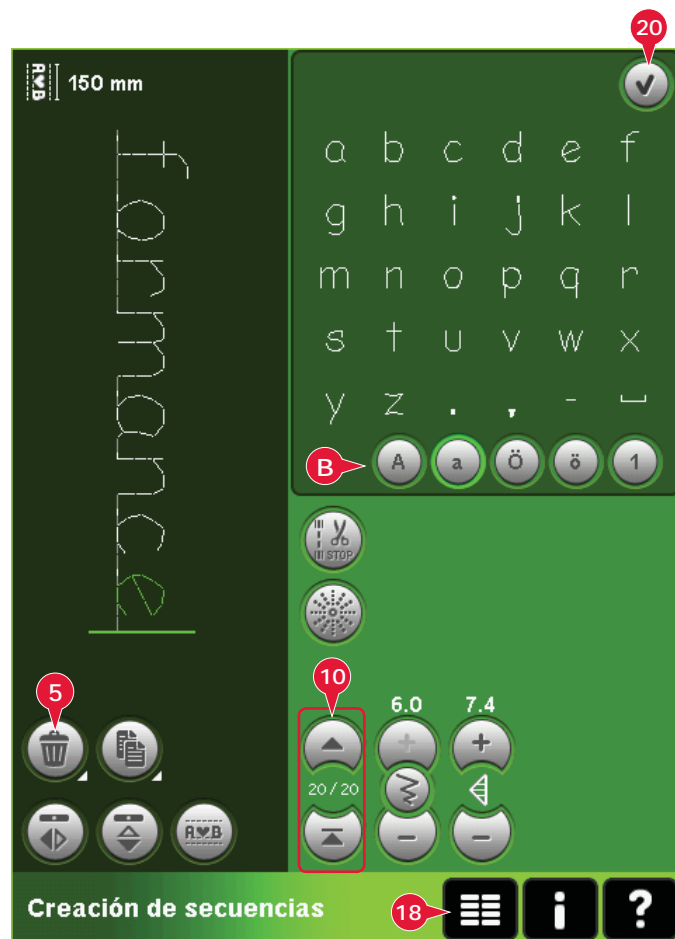 20
A♥B 150 mm
formance
a b c d e f
g h i j k l
m n o p q r
s t u v w x
y z . , - ⎵
B A a Ö ö 1
STOP
5
10
6.0 7.4
20/20
A♥B
Creación de secuencias
18 i ?